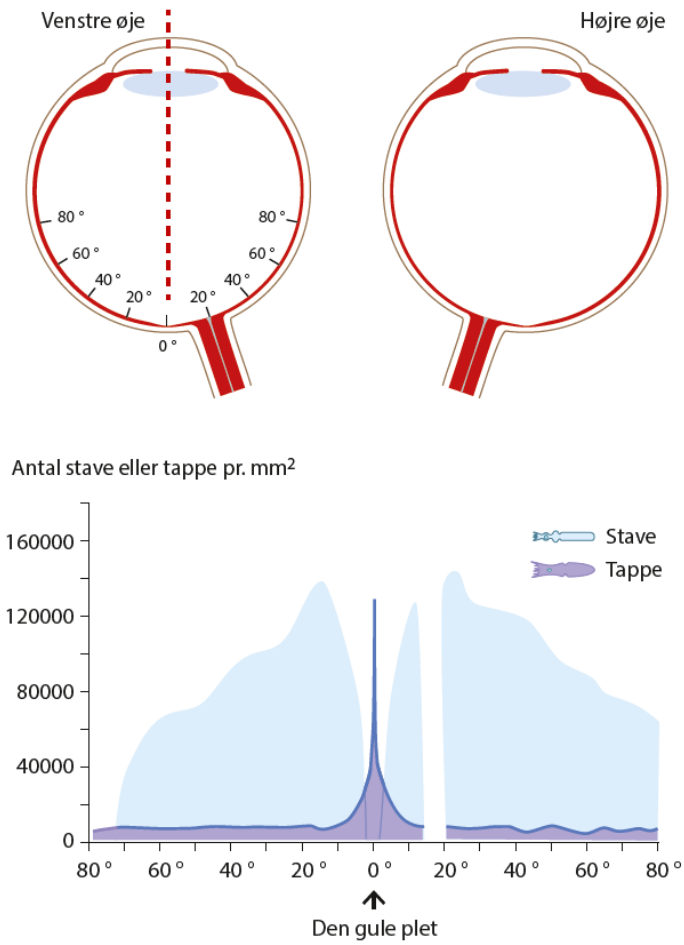 Venstre øje
Højre øje
80 °
80 °
60 °
60 °
40 °
40 °
20 °
20 °
0 °
Antal stave eller tappe pr. mm²
Stave
Tappe
160000
120000
80000
40000
0
80 ° 60 ° 40 ° 20 ° 0 ° 20 ° 40 ° 60 ° 80 °
Den gule plet